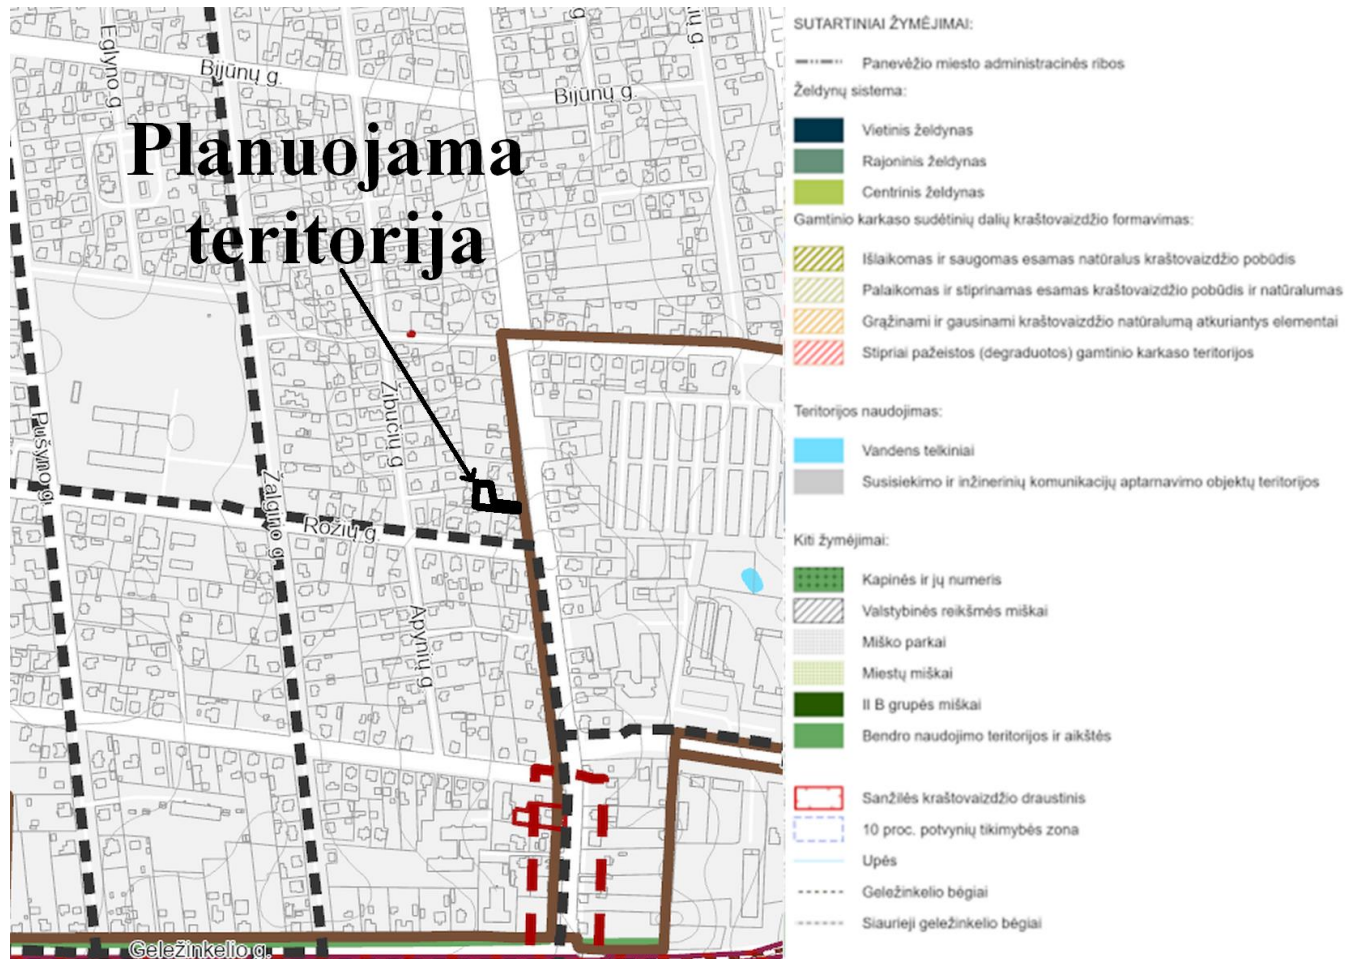 Eglyno g.
Bijūnų g.
g.
ių g.
Bijūnų g.
Planuojama
teritorija
Žibučių g.
Pušyno g.
Žalgirio g.
Rožių g.
Apynių g.
Geležinkelio g.
SUTARTINIAI ŽYMĖJIMAI:
Panevėžio miesto administracinės ribos
Želdynų sistema:
Vietinis želdynas
Rajoninis želdynas
Centrinis želdynas
Gamtinio karkaso sudėtinių dalių kraštovaizdžio formavimas:
Išlaikomas ir saugomas esamas natūralus kraštovaizdžio pobūdis
Palaikomas ir stiprinamas esamas kraštovaizdžio pobūdis ir natūralumas
Grąžinami ir gausinami kraštovaizdžio natūralumą atkuriantys elementai
Stipriai pažeistos (degraduotos) gamtinio karkaso teritorijos
Teritorijos naudojimas:
Vandens telkiniai
Susisiekimo ir inžinerinių komunikacijų aptarnavimo objektų teritorijos
Kiti žymėjimai:
Kapinės ir jų numeris
Valstybinės reikšmės miškai
Miško parkai
Miestų miškai
II B grupės miškai
Bendro naudojimo teritorijos ir aikštės
Sanžilės kraštovaizdžio draustinis
10 proc. potvynių tikimybės zona
Upės
Geležinkelio bėgiai
Siaurieji geležinkelio bėgiai